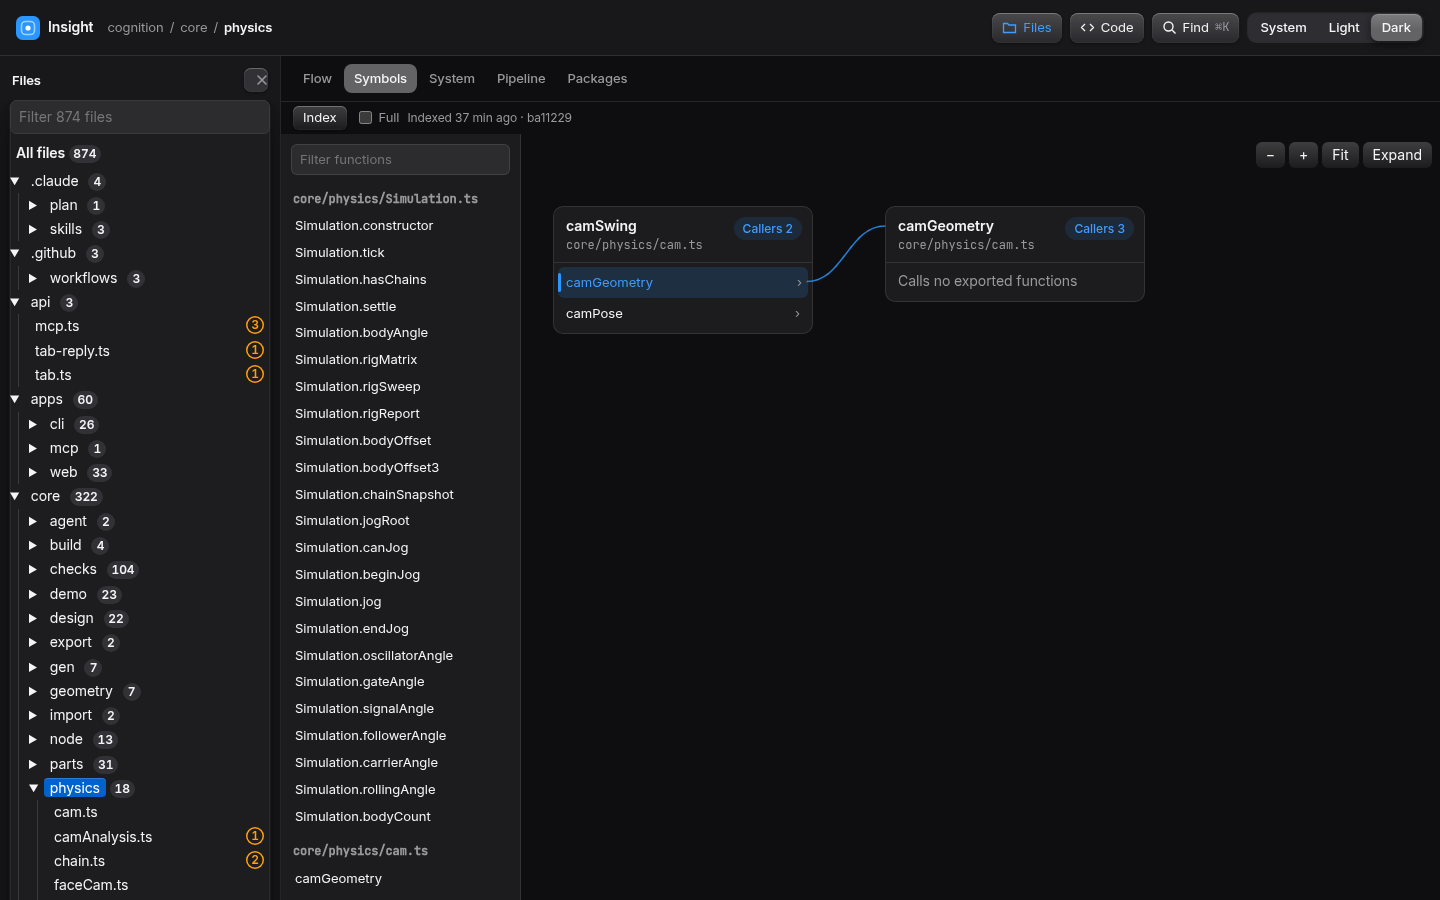 Insight cognition / core / physics
Files Code Find ⌘K System Light Dark
Files
Filter 874 files
All files 874
.claude 4
plan 1
skills 3
.github 3
workflows 3
api 3
mcp.ts 3
tab-reply.ts 1
tab.ts 1
apps 60
cli 26
mcp 1
web 33
core 322
agent 2
build 4
checks 104
demo 23
design 22
export 2
gen 7
geometry 7
import 2
node 13
parts 31
physics 18
cam.ts
camAnalysis.ts 1
chain.ts 2
faceCam.ts
Flow Symbols System Pipeline Packages
Index Full Indexed 37 min ago · ba11229
Filter functions
core/physics/Simulation.ts
Simulation.constructor
Simulation.tick
Simulation.hasChains
Simulation.settle
Simulation.bodyAngle
Simulation.rigMatrix
Simulation.rigSweep
Simulation.rigReport
Simulation.bodyOffset
Simulation.bodyOffset3
Simulation.chainSnapshot
Simulation.jogRoot
Simulation.canJog
Simulation.beginJog
Simulation.jog
Simulation.endJog
Simulation.oscillatorAngle
Simulation.gateAngle
Simulation.signalAngle
Simulation.followerAngle
Simulation.carrierAngle
Simulation.rollingAngle
Simulation.bodyCount
core/physics/cam.ts
camGeometry
− + Fit Expand
camSwing Callers 2
core/physics/cam.ts
camGeometry ›
camPose ›
camGeometry Callers 3
core/physics/cam.ts
Calls no exported functions